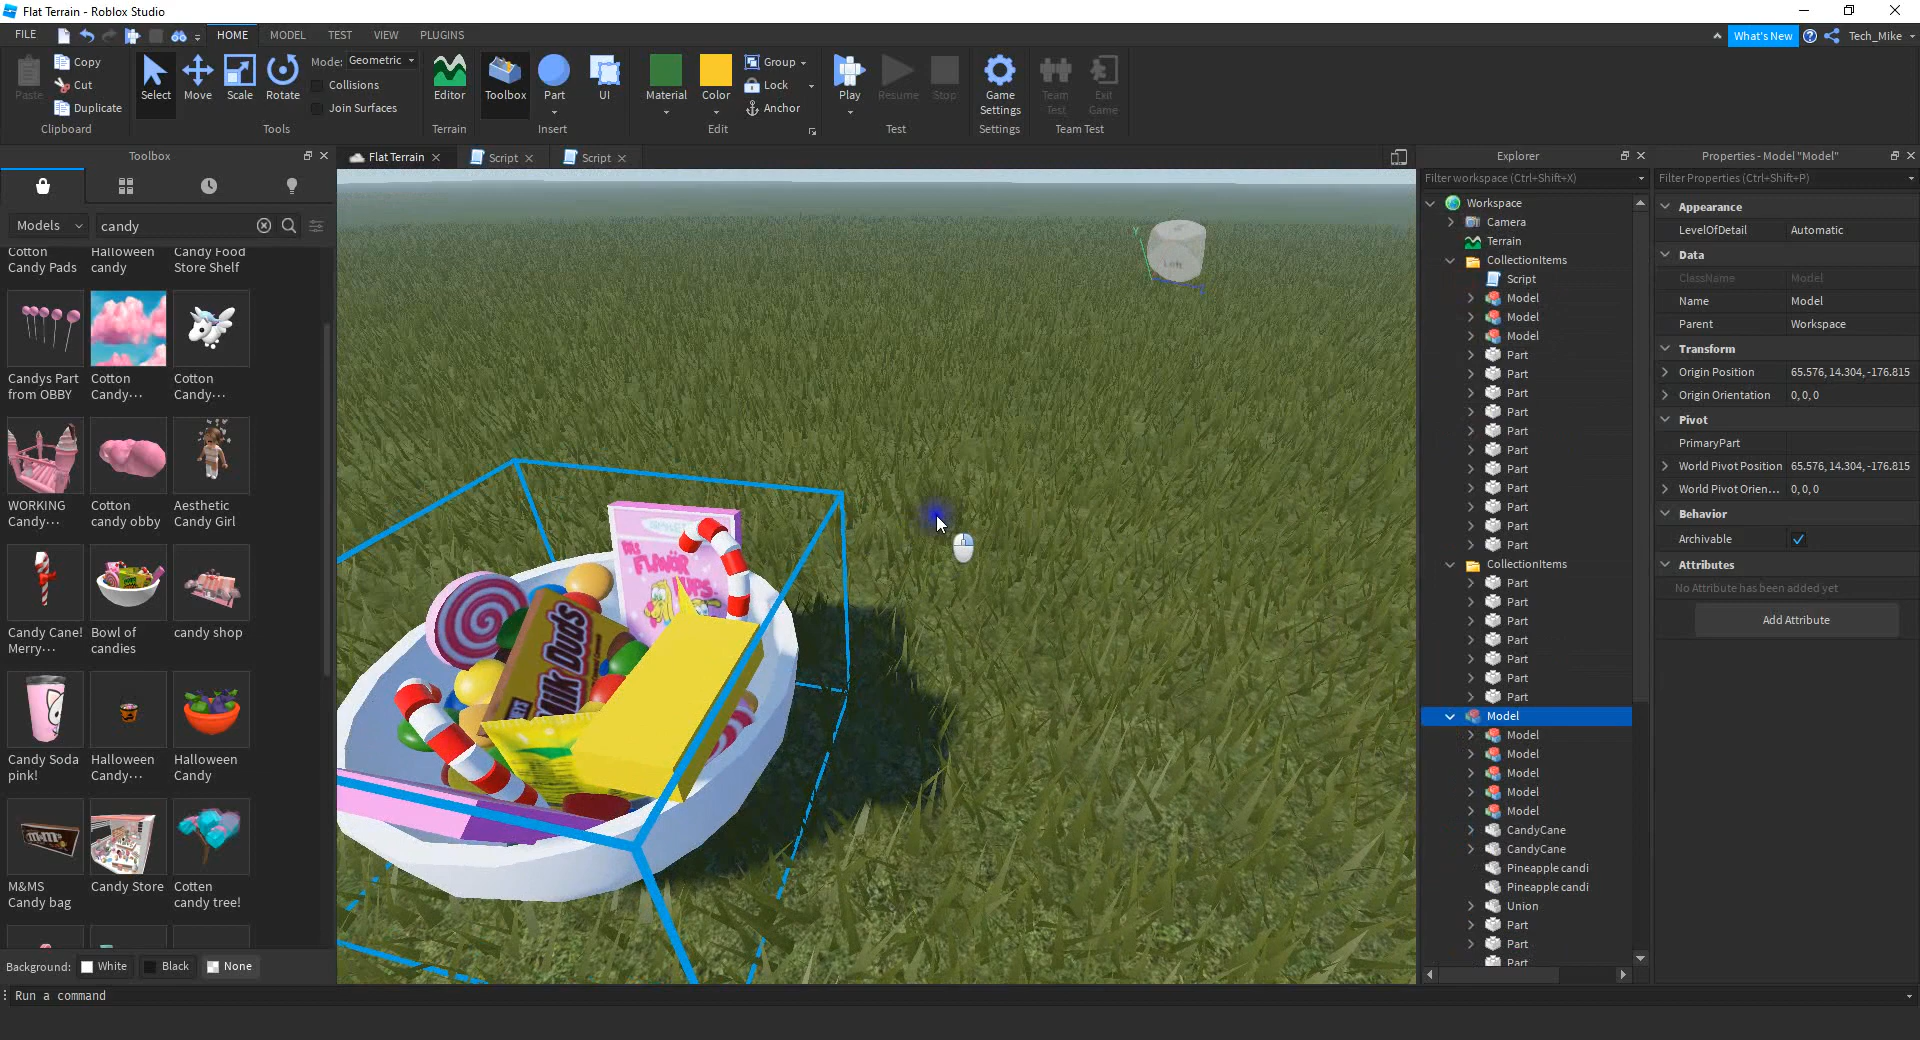 Flat Terrain - Roblox Studio
FILE
HOME
MODEL
TEST
VIEW
PLUGINS
What's New
Tech_Mike
Paste
Copy
Cut
Duplicate
Clipboard
Select
Move
Scale
Rotate
Mode: Geometric
Collisions
Join Surfaces
Tools
Editor
Terrain
Toolbox
Part
UI
Insert
Material
Color
Group
Lock
Anchor
Edit
Play
Resume
Stop
Test
Game
Settings
Settings
Team
Test
Exit
Game
Team Test
Toolbox
Flat Terrain
Script
Script
Explorer
Properties - Model "Model"
Models
candy
Cotton
Candy Pads
Halloween
candy
Candy Food
Store Shelf
Candys Part
from OBBY
Cotton
Candy···
Cotton
Candy···
WORKING
Candy···
Cotton
candy obby
Aesthetic
Candy Girl
Candy Cane!
Merry···
Bowl of
candies
candy shop
Candy Soda
pink!
Halloween
Candy···
Halloween
Candy
M&MS
Candy bag
Candy Store
Cotten
candy tree!
Background:
White
Black
None
Run a command
FLAVOR
Milk Duds
Y
Filter workspace (Ctrl+Shift+X)
Workspace
Camera
Terrain
CollectionItems
Script
Model
Model
Model
Part
Part
Part
Part
Part
Part
Part
Part
Part
Part
Part
CollectionItems
Part
Part
Part
Part
Part
Part
Part
Model
Model
Model
Model
Model
Model
CandyCane
CandyCane
Pineapple candi
Pineapple candi
Union
Part
Part
Part
Filter Properties (Ctrl+Shift+P)
Appearance
LevelOfDetail Automatic
Data
ClassName Model
Name Model
Parent Workspace
Transform
Origin Position 65.576, 14.304, -176.815
Origin Orientation 0, 0, 0
Pivot
PrimaryPart
World Pivot Position 65.576, 14.304, -176.815
World Pivot Orien... 0, 0, 0
Behavior
Archivable
Attributes
No Attribute has been added yet
Add Attribute